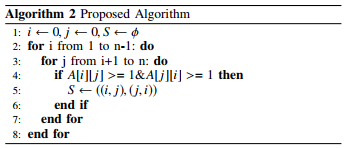 Algorithm 2 Proposed Algorithm
1: i ← 0, j ← 0, S ← ϕ
2: for i from 1 to n-1: do
3: for j from i+1 to n: do
4: if A[i][j] >= 1&A[j][i] >= 1 then
5: S ← ((i, j), (j, i))
6: end if
7: end for
8: end for